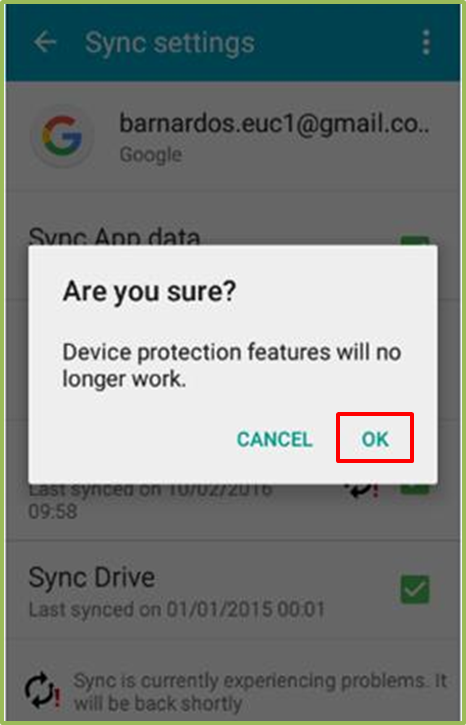 Sync settings
barnardos.euc1@gmail.co..
Google
Sync App data
Are you sure?
Device protection features will no
longer work.
CANCEL OK
Last synced on 10/02/2016
09:58
Sync Drive
Last synced on 01/01/2015 00:01
Sync is currently experiencing problems. It
will be back shortly